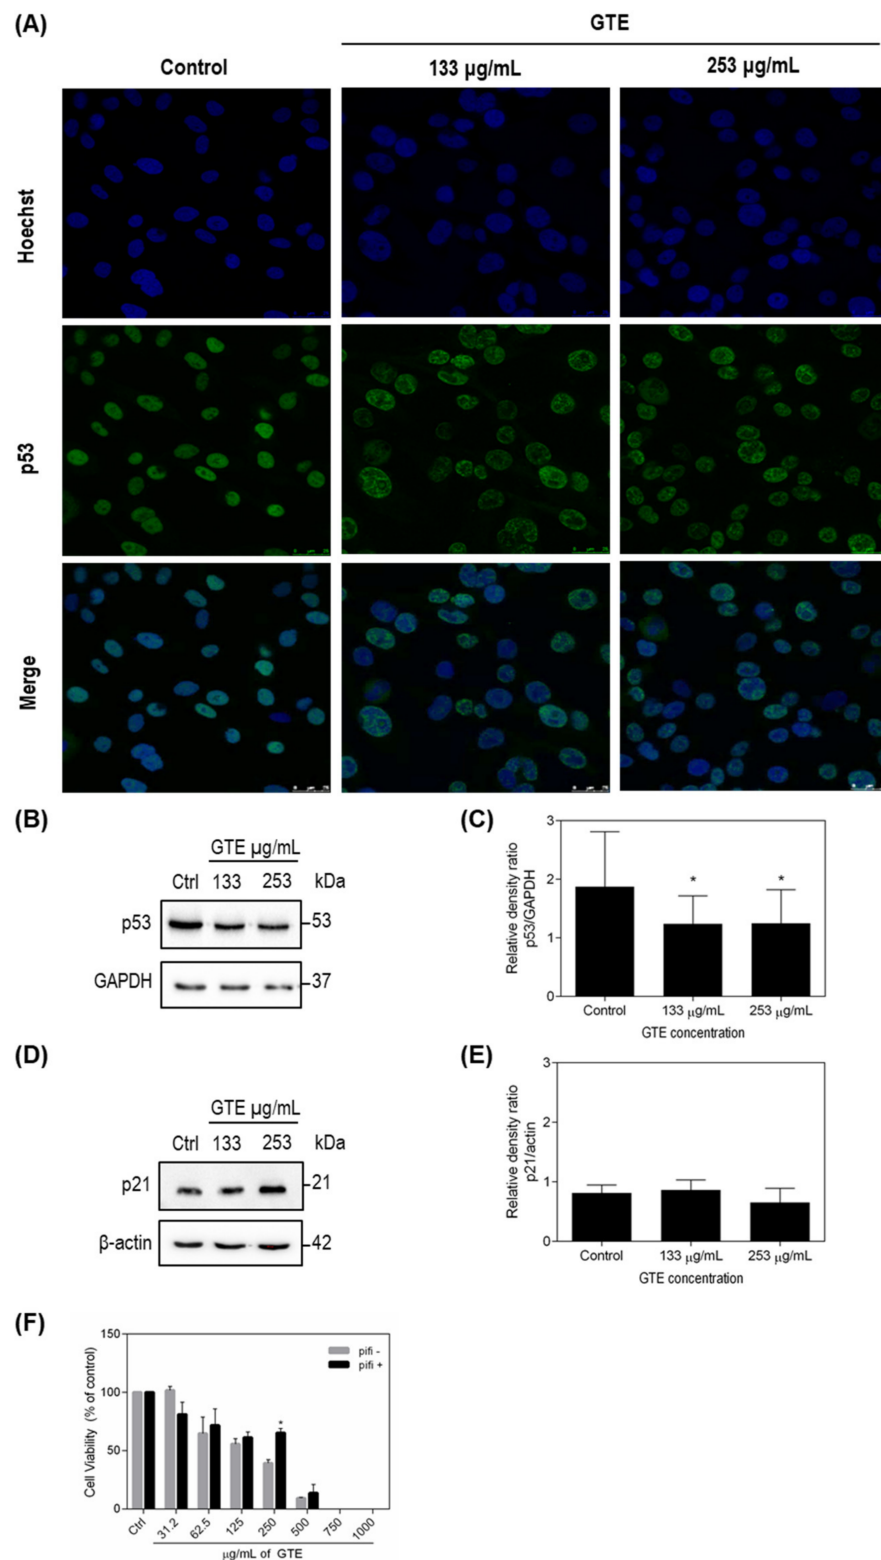 (A)
GTE
Control
133 µg/mL
253 µg/mL
Hoechst
p53
Merge
(B)
GTE µg/mL
Ctrl 133 253 kDa
p53 53
GAPDH 37
(C)
Relative density ratio
p53/GAPDH
3
2
1
0
* *
Control 133 µg/mL 253 µg/mL
GTE concentration
(D)
GTE µg/mL
Ctrl 133 253 kDa
p21 21
β-actin 42
(E)
Relative density ratio
p21/actin
3
2
1
0
Control 133 µg/mL 253 µg/mL
GTE concentration
(F)
Cell Viability (% of control)
150
100
50
0
pifi -
pifi +
*
Ctrl 31.2 62.5 125 250 500 750 1000
µg/mL of GTE